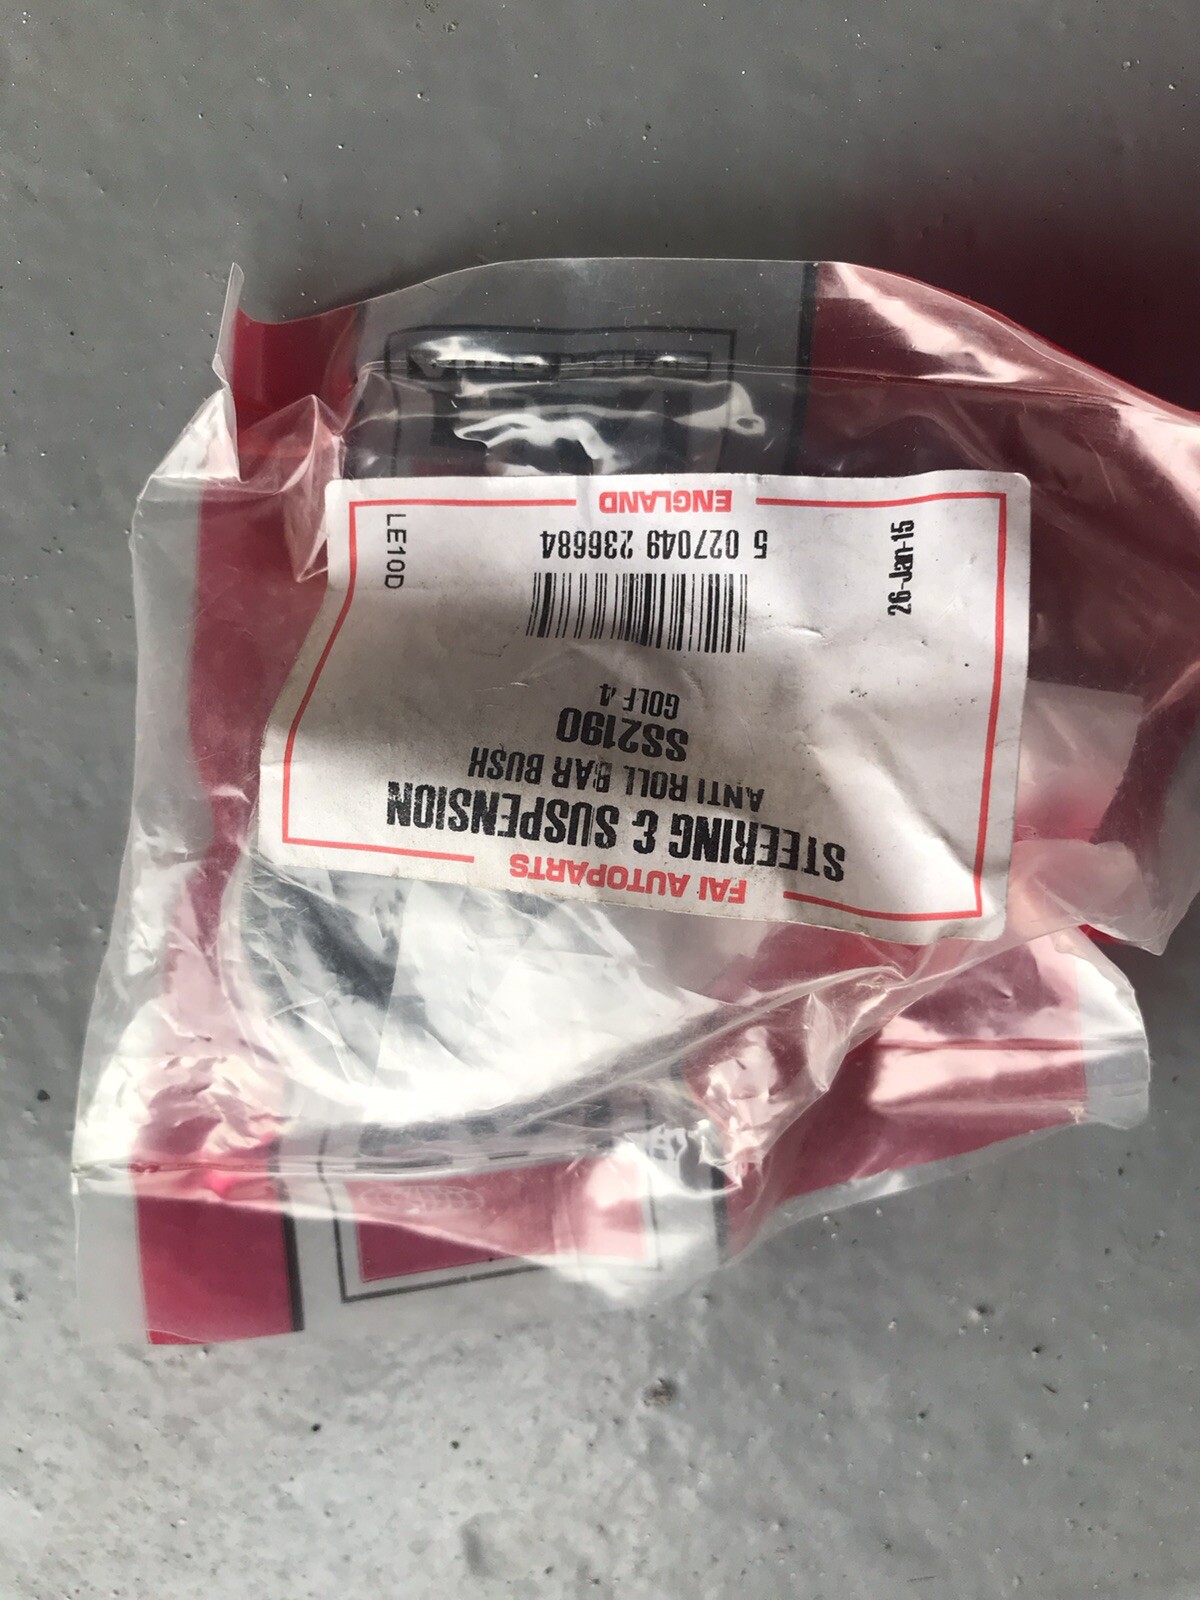 FAI AUTOPARTS
STEERING & SUSPENSION
ANTI ROLL BAR BUSH
SS2190
GOLF 4
5 027049 236684
26-Jan-15
LE10D
ENGLAND